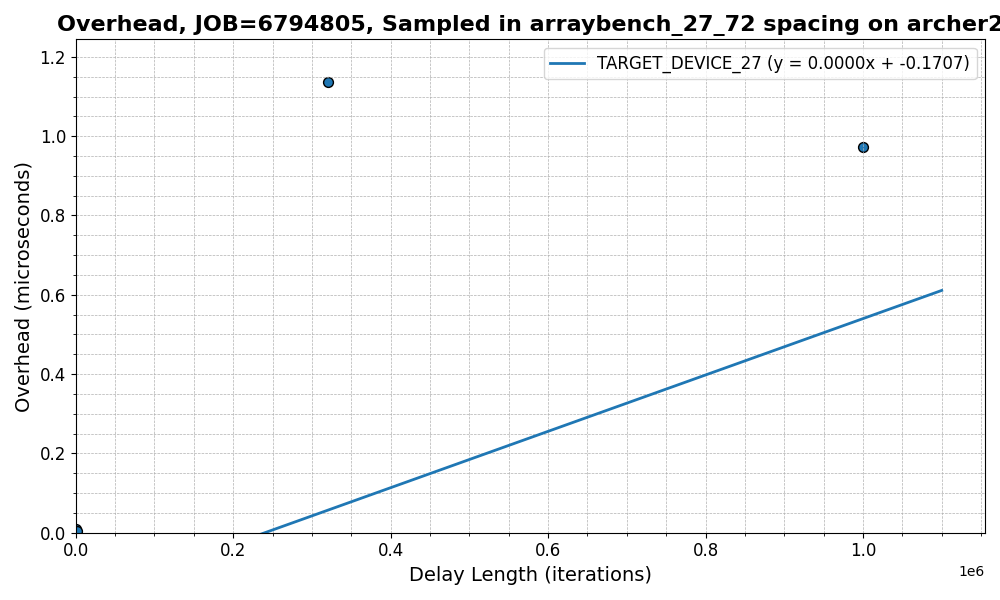 Overhead, JOB=6794805, Sampled in arraybench_27_72 spacing on archer2
TARGET_DEVICE_27 (y = 0.0000x + -0.1707)
Overhead (microseconds)
1.2
1.0
0.8
0.6
0.4
0.2
0.0
0.0 0.2 0.4 0.6 0.8 1.0
1e6
Delay Length (iterations)